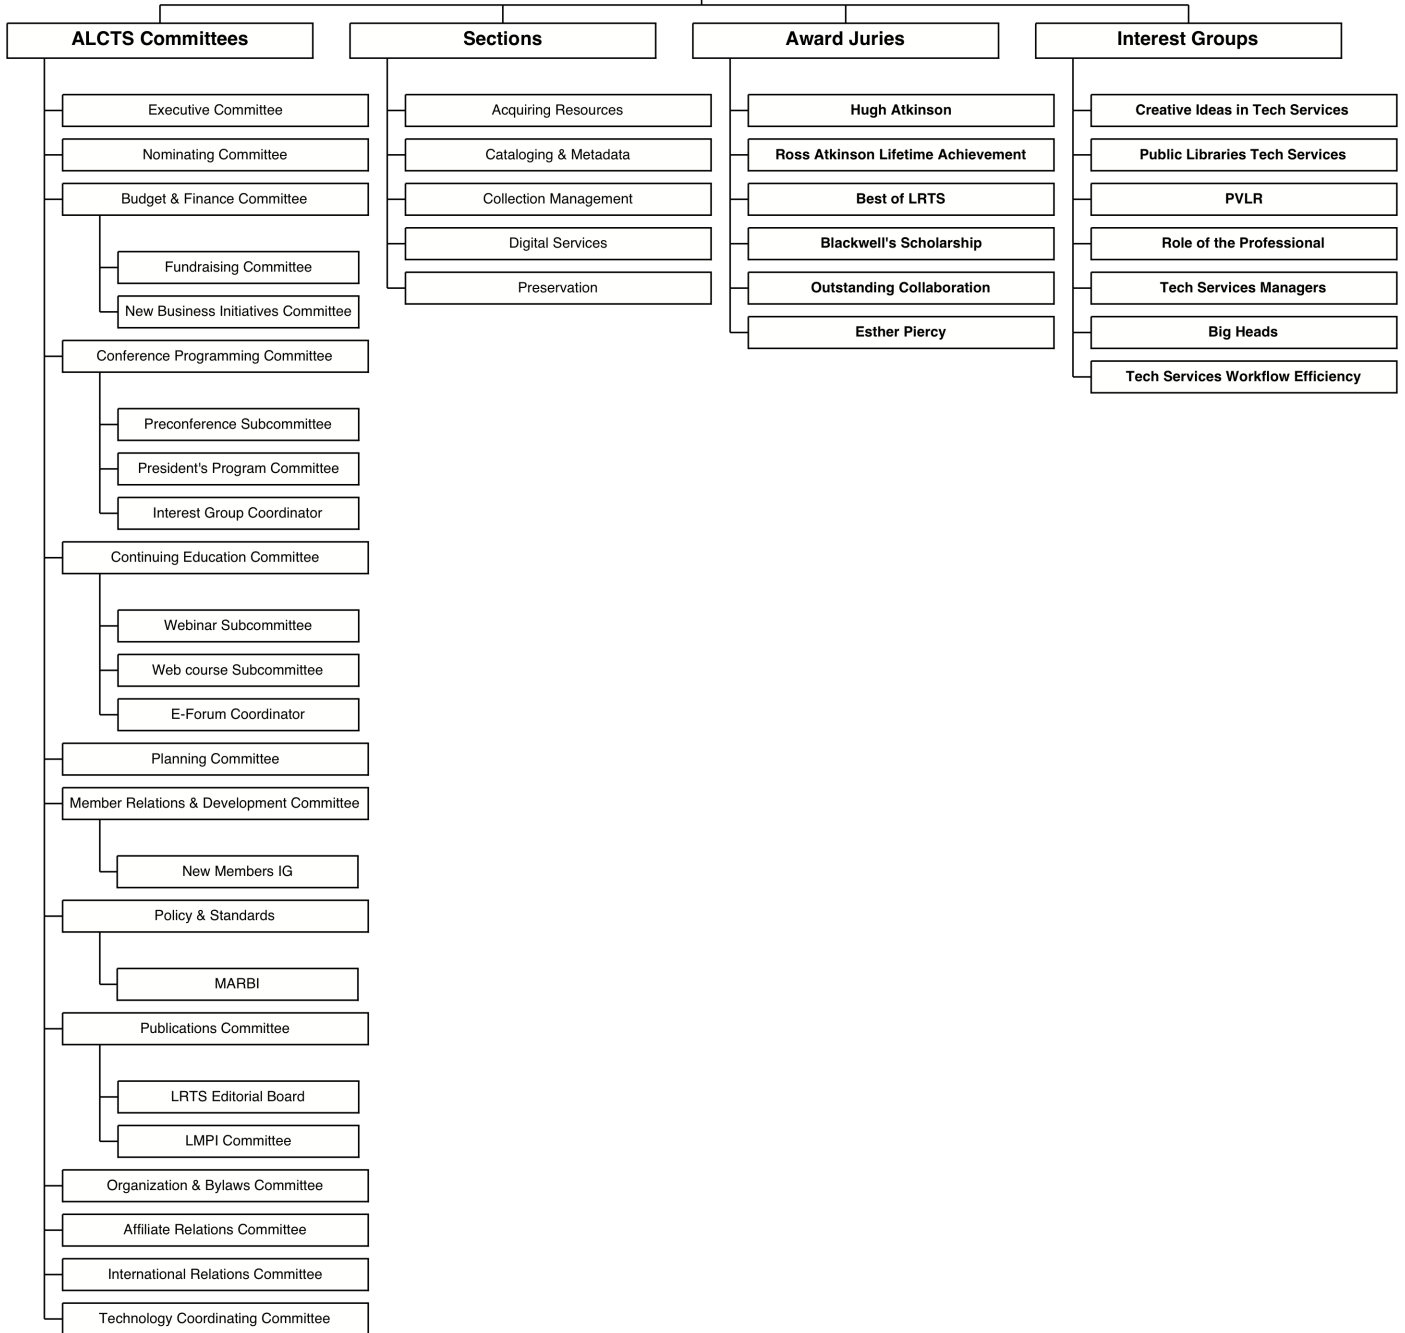 ALCTS Committees
Executive Committee
Nominating Committee
Budget & Finance Committee
Fundraising Committee
New Business Initiatives Committee
Conference Programming Committee
Preconference Subcommittee
President's Program Committee
Interest Group Coordinator
Continuing Education Committee
Webinar Subcommittee
Web course Subcommittee
E-Forum Coordinator
Planning Committee
Member Relations & Development Committee
New Members IG
Policy & Standards
MARBI
Publications Committee
LRTS Editorial Board
LMPI Committee
Organization & Bylaws Committee
Affiliate Relations Committee
International Relations Committee
Technology Coordinating Committee
Sections
Acquiring Resources
Cataloging & Metadata
Collection Management
Digital Services
Preservation
Award Juries
Hugh Atkinson
Ross Atkinson Lifetime Achievement
Best of LRTS
Blackwell's Scholarship
Outstanding Collaboration
Esther Piercy
Interest Groups
Creative Ideas in Tech Services
Public Libraries Tech Services
PVLR
Role of the Professional
Tech Services Managers
Big Heads
Tech Services Workflow Efficiency